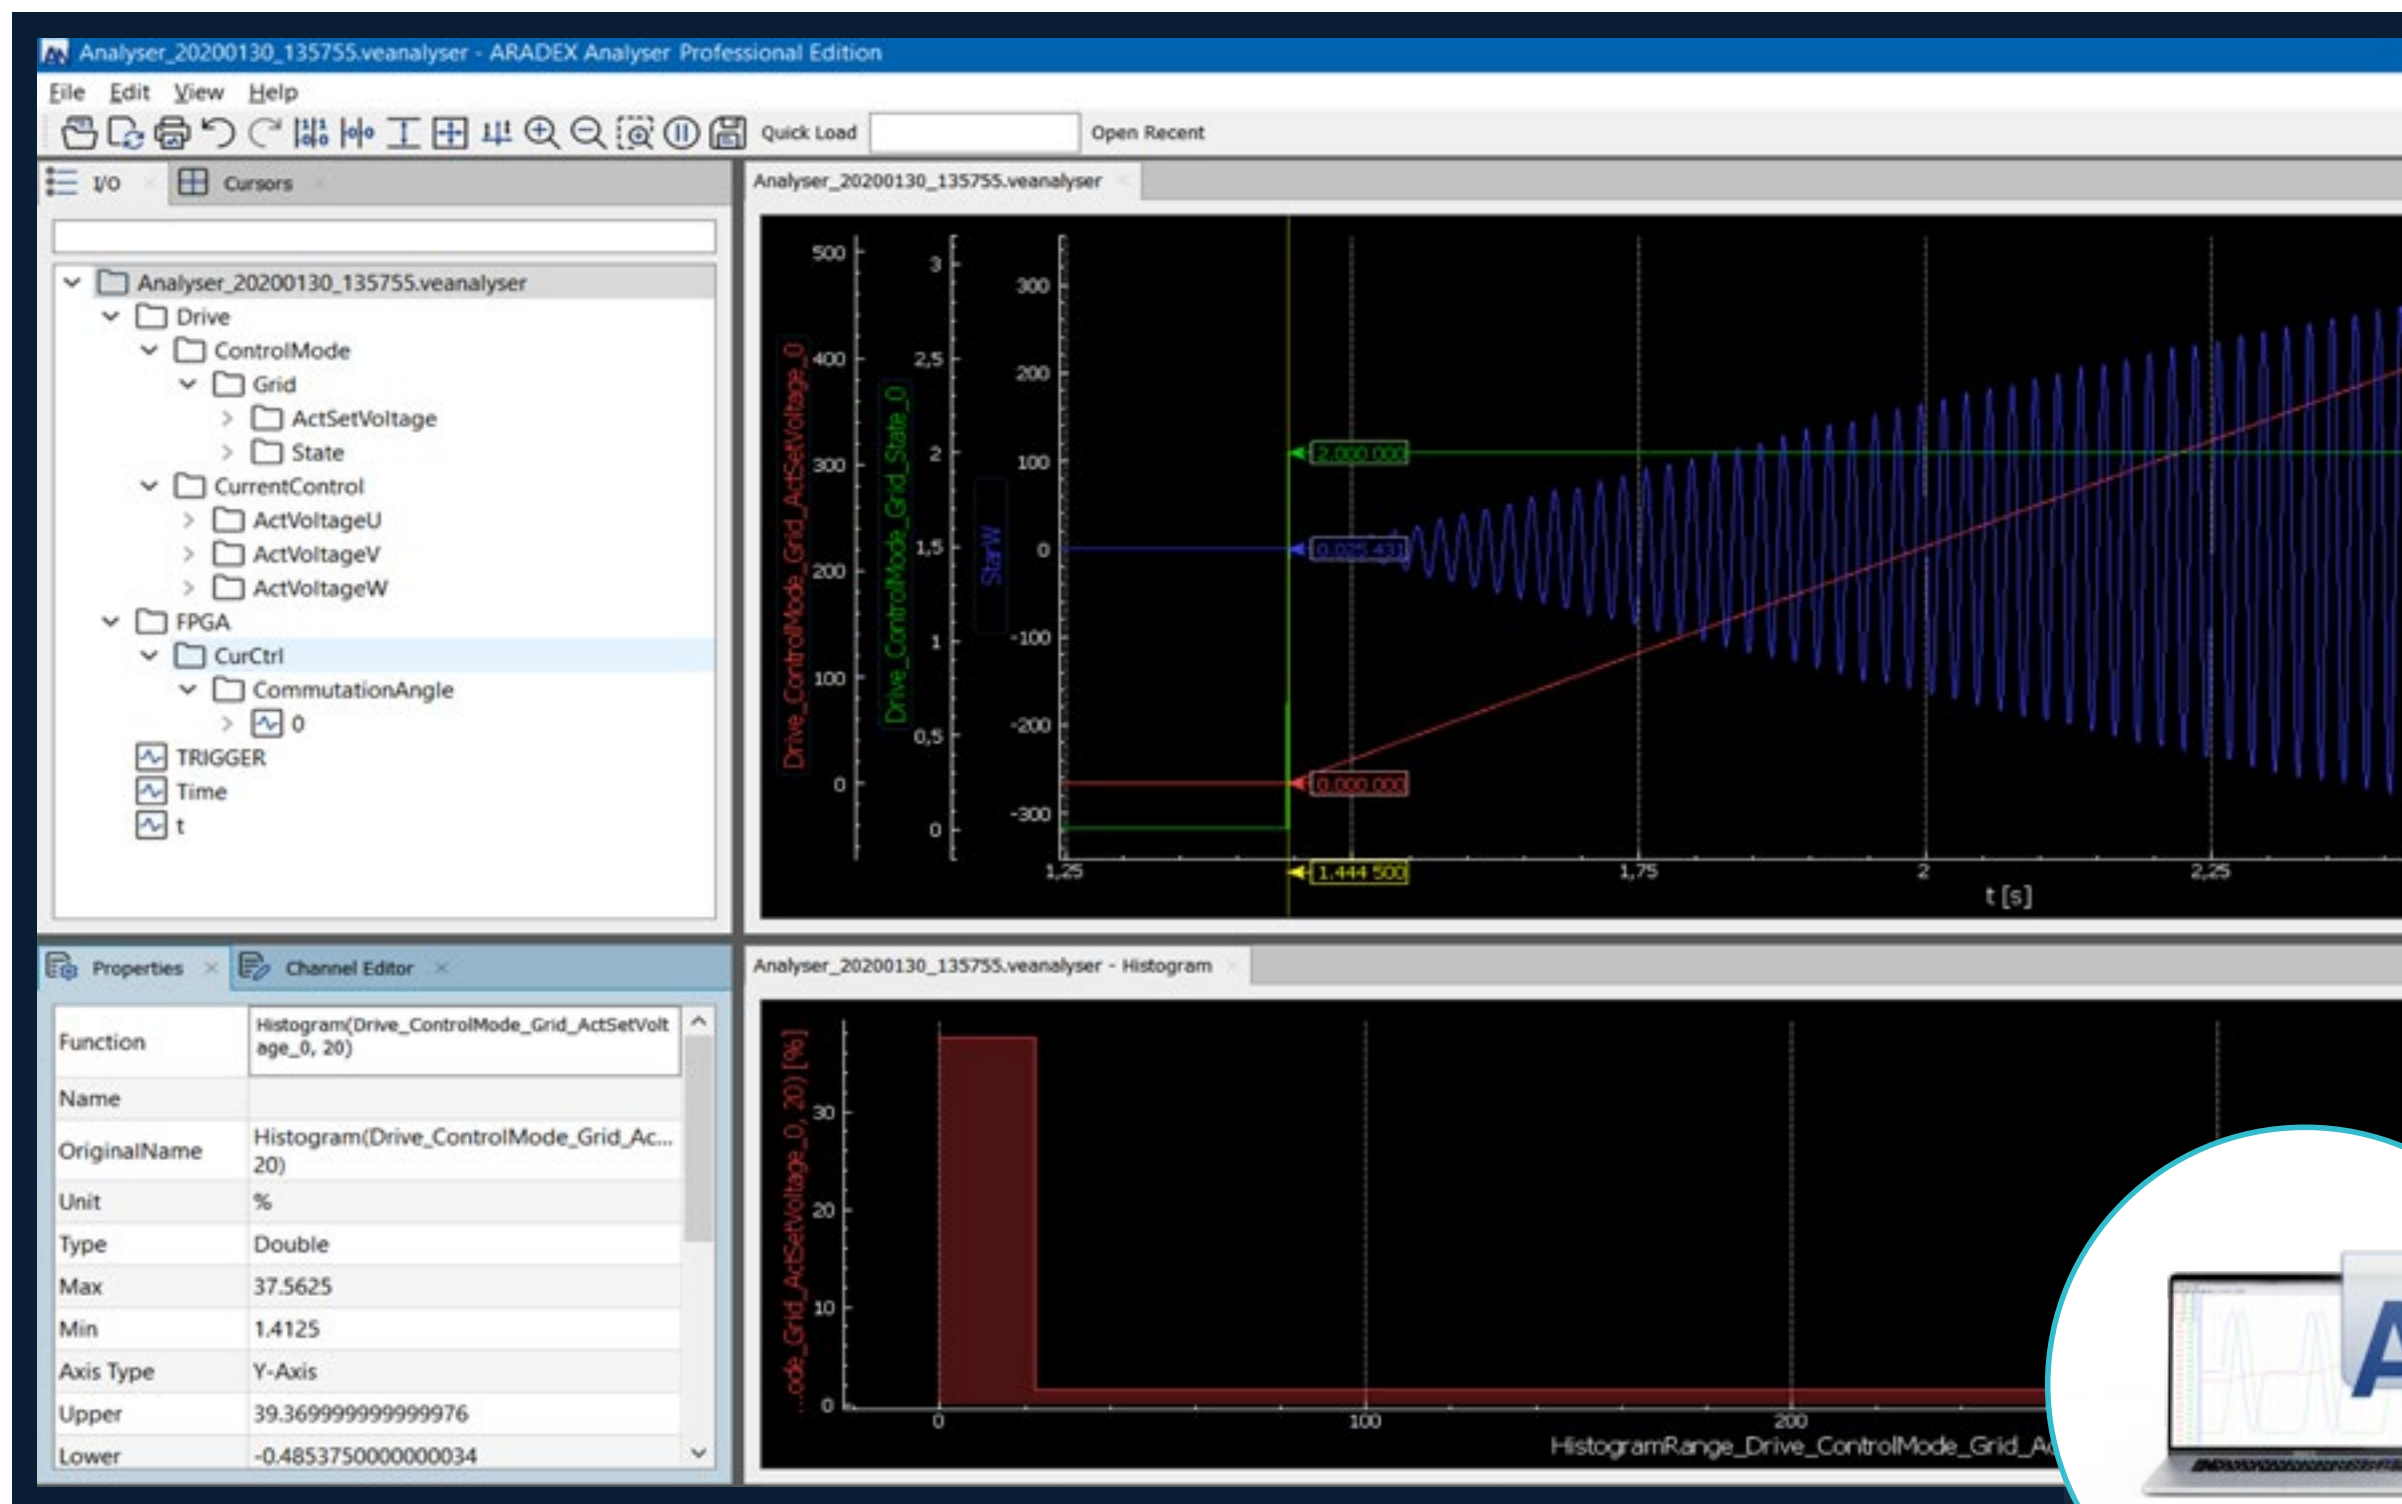 Analyser_20200130_135755.veanalyser - ARADEX Analyser Professional Edition
File Edit View Help
Quick Load Open Recent
I/O Cursors
Analyser_20200130_135755.veanalyser
Drive
ControlMode
Grid
ActSetVoltage
State
CurrentControl
ActVoltageU
ActVoltageV
ActVoltageW
FPGA
CurCtrl
CommutationAngle
0
TRIGGER
Time
t
Analyser_20200130_135755.veanalyser
Drive_ControlMode_Grid_ActSetVoltage_0
500
400
300
200
100
0
Drive_ControlMode_Grid_State_0
3
2,5
2
1,5
1
0,5
0
StarW
300
200
100
0
-100
-200
-300
2.000 000
0.025 431
0.000 000
1.444 500
1,25 1,75 2 2,25
t [s]
Properties Channel Editor
Function Histogram(Drive_ControlMode_Grid_ActSetVolt
age_0, 20)
Name
OriginalName Histogram(Drive_ControlMode_Grid_Ac...
20)
Unit %
Type Double
Max 37.5625
Min 1.4125
Axis Type Y-Axis
Upper 39.369999999999976
Lower -0.4853750000000034
Analyser_20200130_135755.veanalyser - Histogram
...ode_Grid_ActSetVoltage_0, 20) [%]
30
20
10
0
0 100 200
HistogramRange_Drive_ControlMode_Grid_A